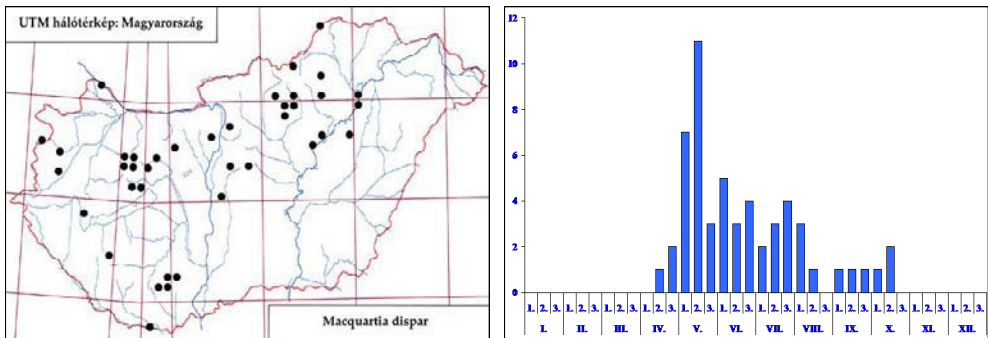 UTM hálótérkép: Magyarország
Macquartia dispar
12
10
8
6
4
2
0
1. 2. 3. 1. 2. 3. 1. 2. 3. 1. 2. 3. 1. 2. 3. 1. 2. 3. 1. 2. 3. 1. 2. 3. 1. 2. 3. 1. 2. 3. 1. 2. 3. 1. 2. 3.
I. II. III. IV. V. VI. VII. VIII. IX. X. XI. XII.